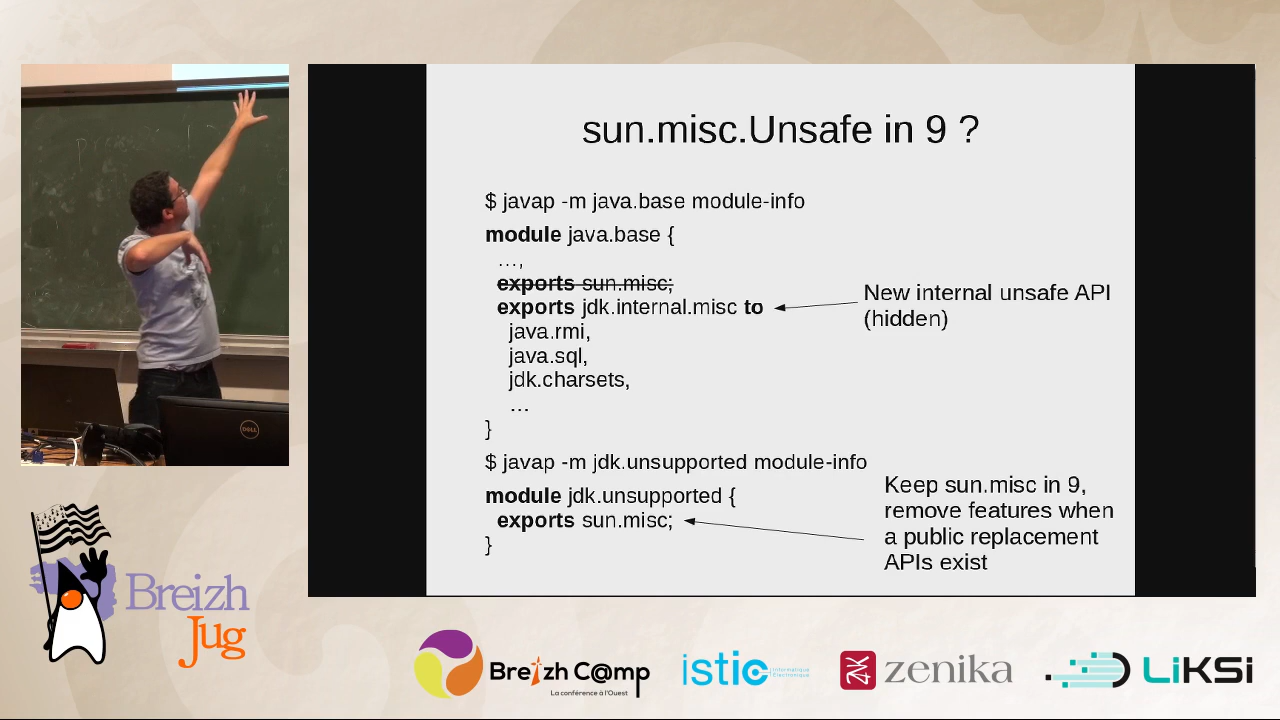 sun.misc.Unsafe in 9 ?
$ javap -m java.base module-info
module java.base {
...,
exports sun.misc;
exports jdk.internal.misc to
java.rmi,
java.sql,
jdk.charsets,
...
}
New internal unsafe API
(hidden)
$ javap -m jdk.unsupported module-info
module jdk.unsupported {
exports sun.misc;
}
Keep sun.misc in 9,
remove features when
a public replacement
APIs exist
DELL
Breizh
Jug
Breizh C@mp
La conférence à l'Ouest
istic
Informatique
Électronique
zenika
LiKSi